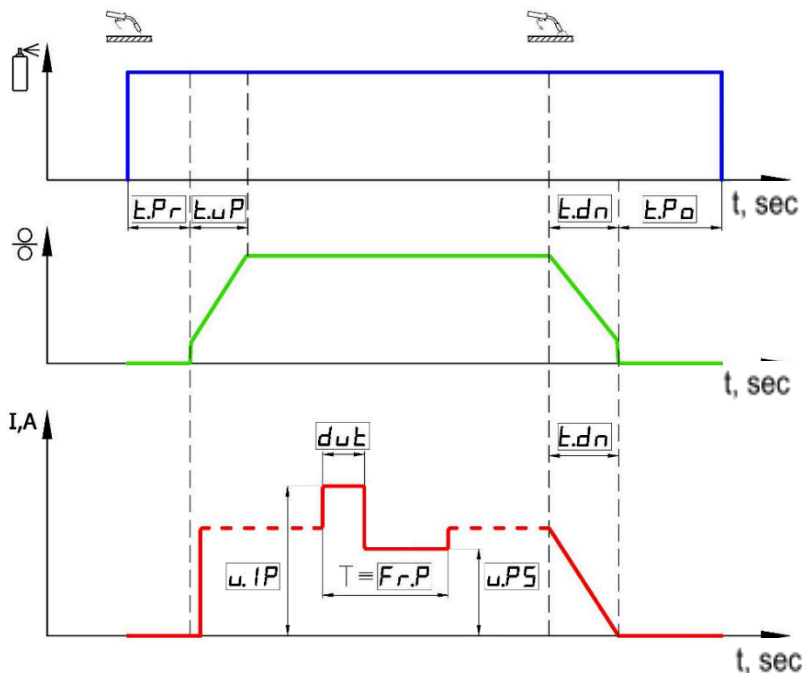 t.Pr t.uP t.dn t.Po
t, sec
t, sec
I,A
dut t.dn
u.1P T ≡ Fr.P u.PS
t, sec